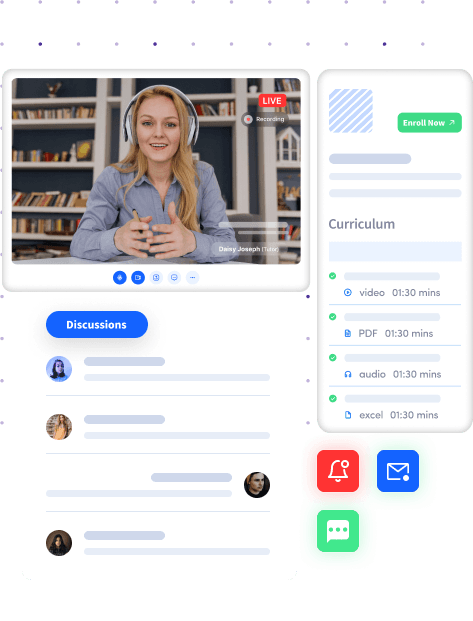 LIVE
Recording
Daisy Joseph [Tutor]
Enroll Now
Curriculum
video 01:30 mins
PDF 01:30 mins
audio 01:30 mins
excel 01:30 mins
Discussions